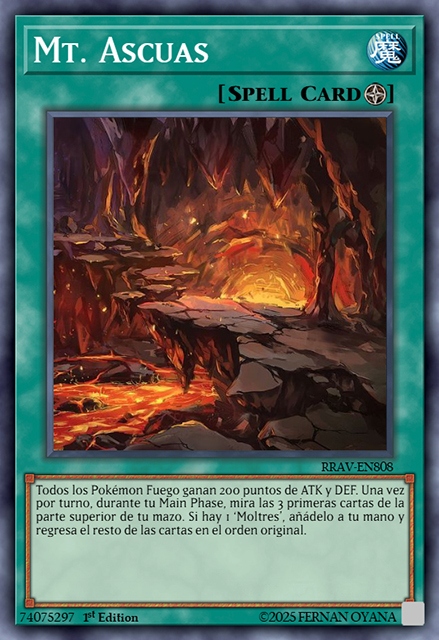 Mt. Ascuas
SPELL
魔
[Spell Card]
RRAV-EN808
Todos los Pokémon Fuego ganan 200 puntos de ATK y DEF. Una vez
por turno, durante tu Main Phase, mira las 3 primeras cartas de la
parte superior de tu mazo. Si hay 1 ‘Moltres’, añádelo a tu mano y
regresa el resto de las cartas en el orden original.
74075297 1st Edition ©2025 FERNAN OYANA